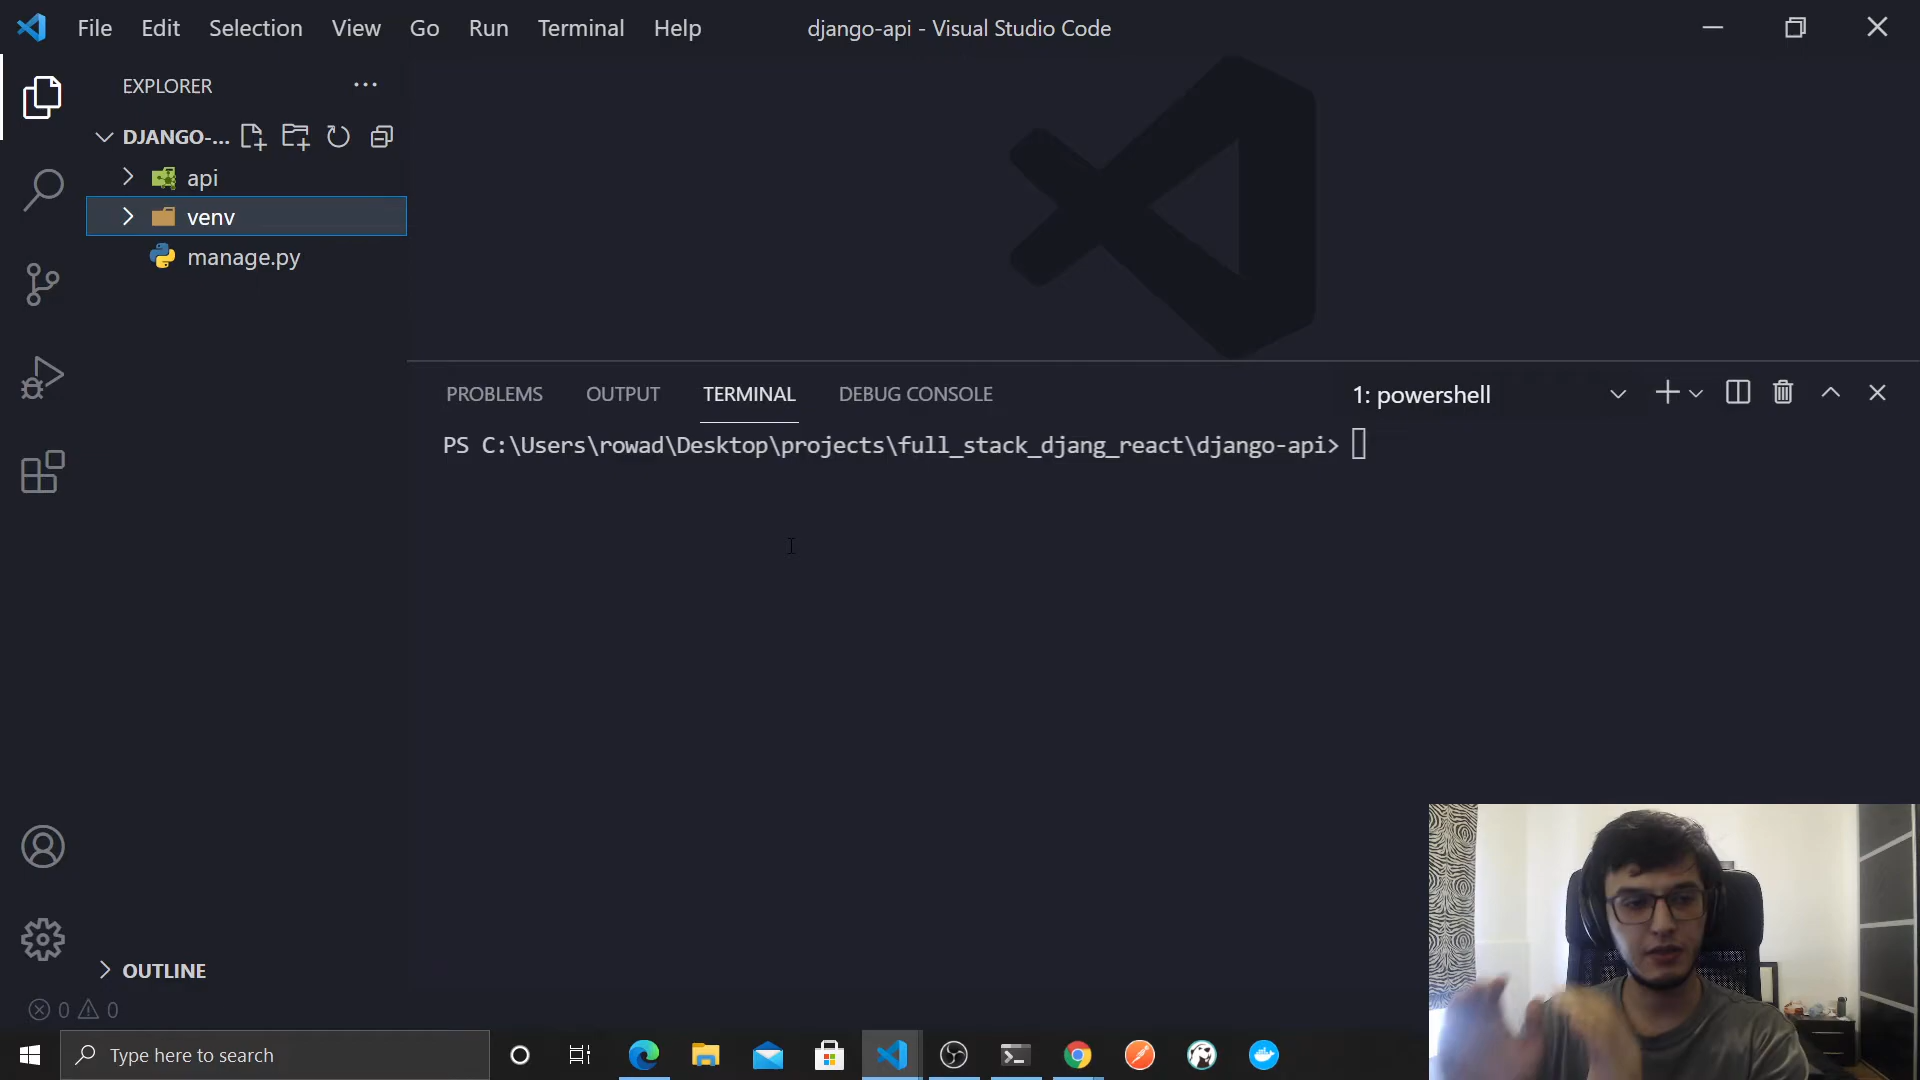 File Edit Selection View Go Run Terminal Help django-api - Visual Studio Code
EXPLORER
DJANGO-...
api
venv
manage.py
PROBLEMS OUTPUT TERMINAL DEBUG CONSOLE 1: powershell
PS C:\Users\rowad\Desktop\projects\full_stack_djang_react\django-api>
OUTLINE
0 0
Type here to search